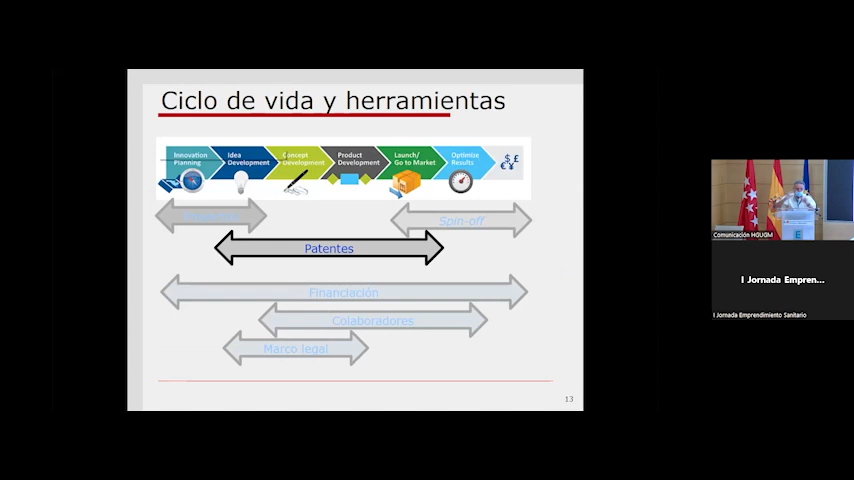 Ciclo de vida y herramientas
Innovation
Planning
Idea
Development
Concept
Development
Product
Development
Launch/
Go to Market
Optimize
Results
$ £
€ ¥
Spin-off
Patentes
Financiación
Colaboradores
Marco legal
13
Comunicación HGUGM
E
I Jornada Empren...
I Jornada Emprendimiento Sanitario